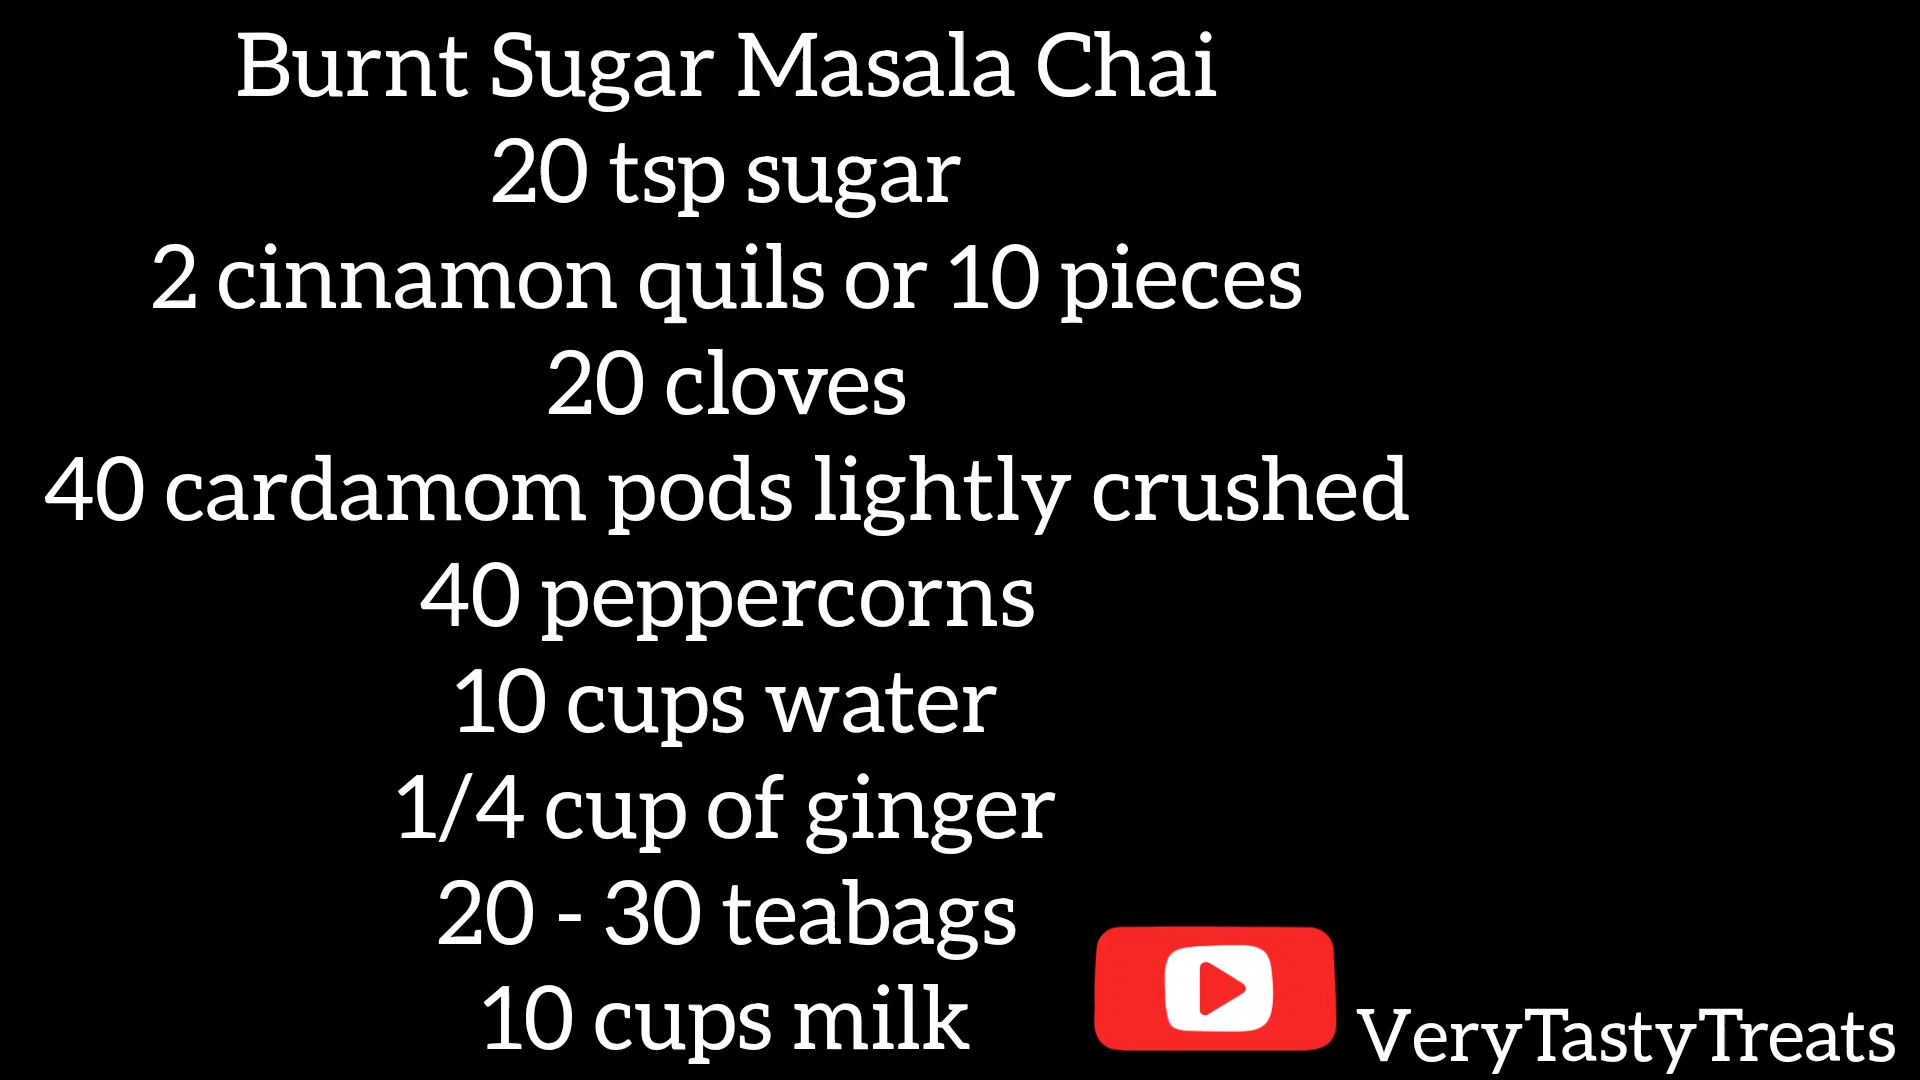 Burnt Sugar Masala Chai
20 tsp sugar
2 cinnamon quils or 10 pieces
20 cloves
40 cardamom pods lightly crushed
40 peppercorns
10 cups water
1/4 cup of ginger
20 - 30 teabags
10 cups milk
VeryTastyTreats